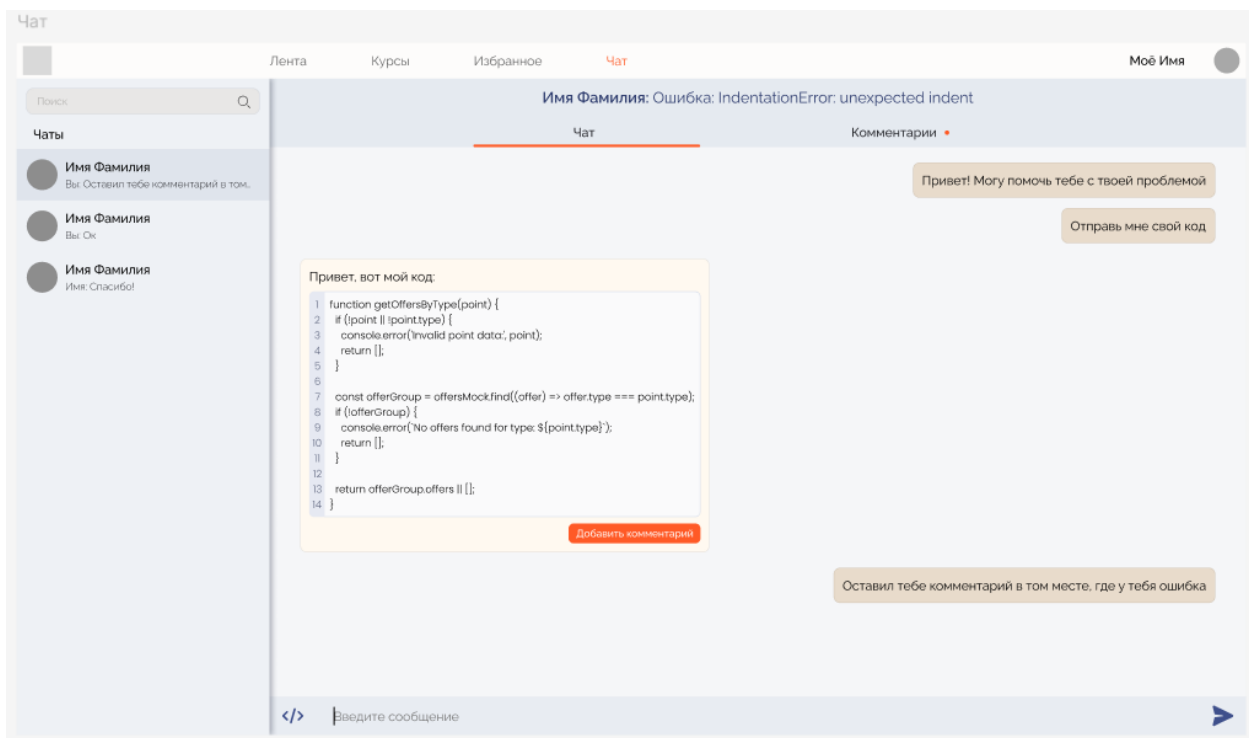 Чат
Лента Курсы Избранное Чат Моё Имя
Поиск
Чаты
Имя Фамилия
Вы: Оставил тебе комментарий в том..
Имя Фамилия
Вы: Ок
Имя Фамилия
Имя: Спасибо!
Имя Фамилия: Ошибка: IndentationError: unexpected indent
Чат Комментарии
Привет! Могу помочь тебе с твоей проблемой
Отправь мне свой код
Привет, вот мой код:
1 function getOffersByType(point) {
2 if (!point || !point.type) {
3 console.error('Invalid point data:', point);
4 return [];
5 }
6
7 const offerGroup = offersMock.find((offer) => offer.type === point.type);
8 if (!offerGroup) {
9 console.error(`No offers found for type: ${point.type}`);
10 return [];
11 }
12
13 return offerGroup.offers || [];
14 }
Добавить комментарий
Оставил тебе комментарий в том месте, где у тебя ошибка
</> Введите сообщение